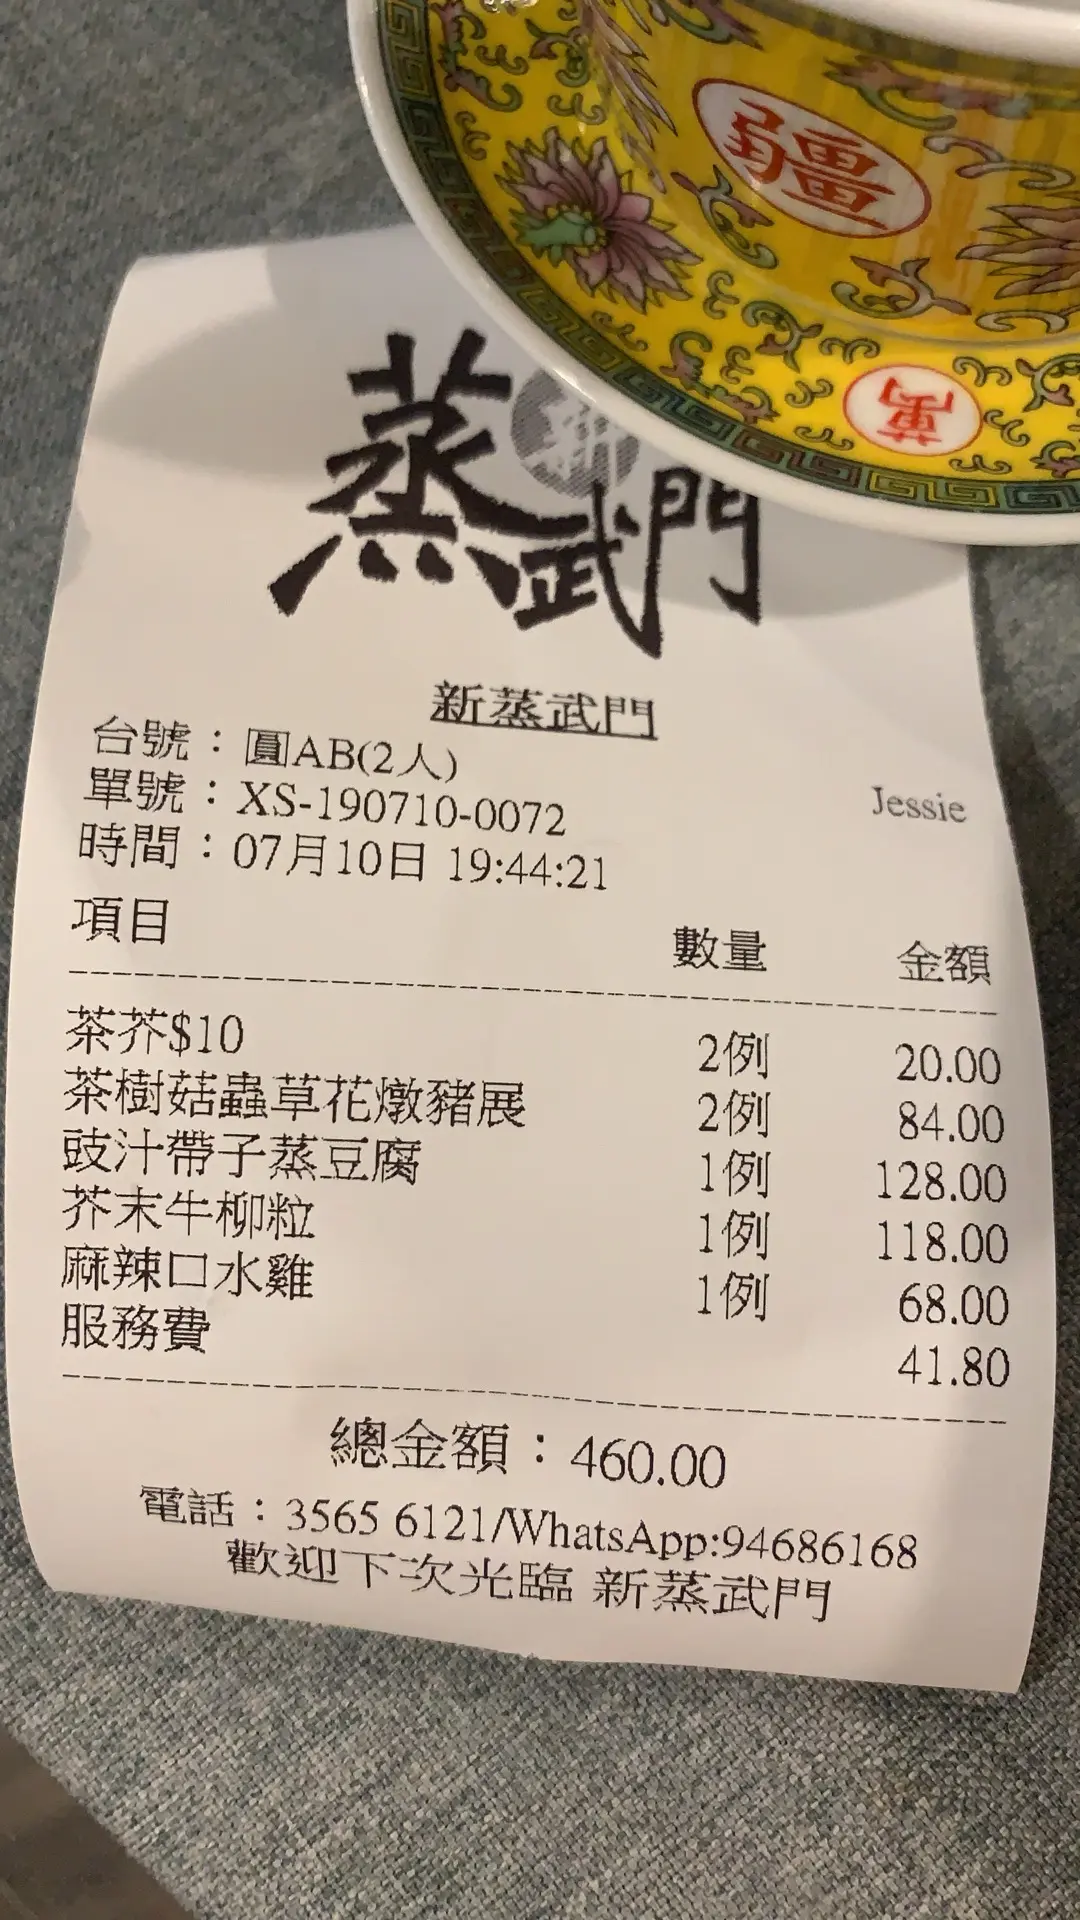 疆
萬
新
蒸武門
新蒸武門
台號：圓AB(2人)
單號：XS-190710-0072 Jessie
時間：07月10日 19:44:21
項目 數量 金額
茶芥$10 2例 20.00
茶樹菇蟲草花燉豬展 2例 84.00
豉汁帶子蒸豆腐 1例 128.00
芥末牛柳粒 1例 118.00
麻辣口水雞 1例 68.00
服務費 41.80
總金額：460.00
電話：3565 6121/WhatsApp:94686168
歡迎下次光臨 新蒸武門